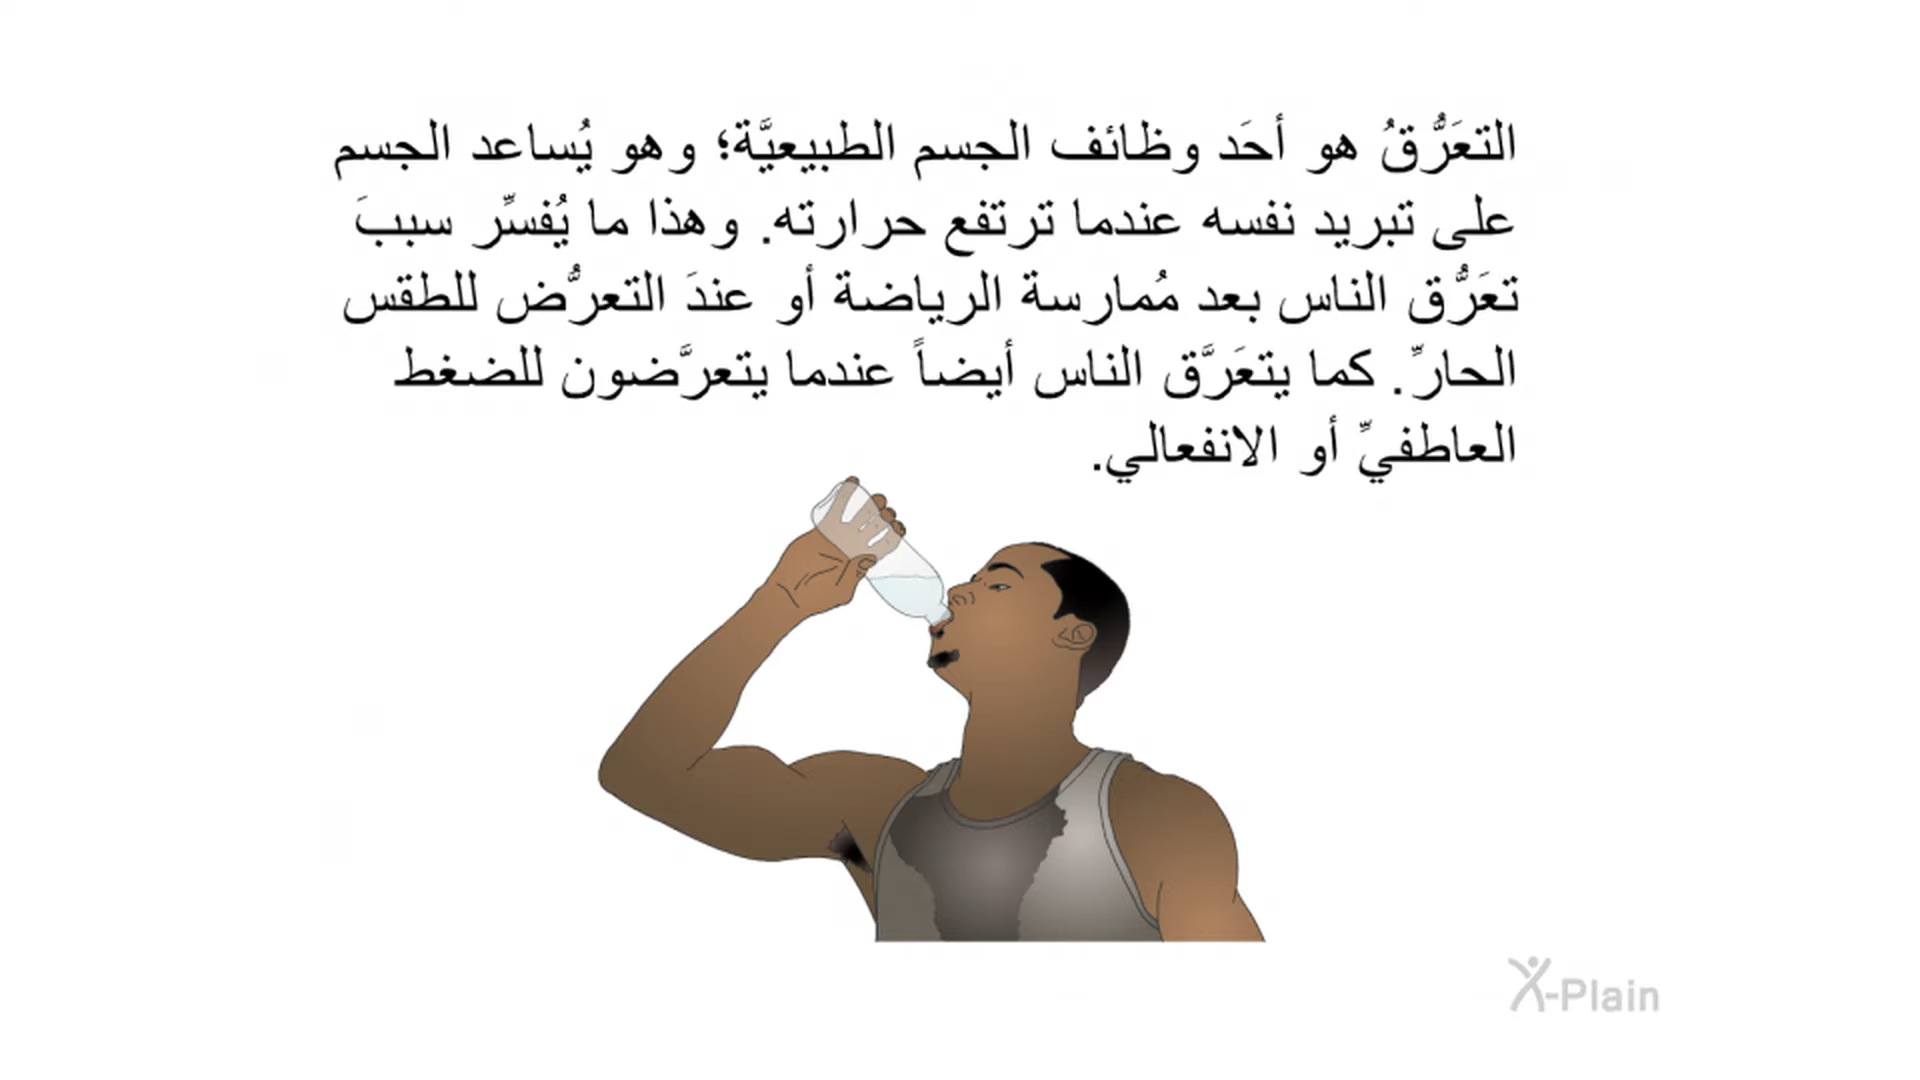 التعَرُّقُ هو أحَد وظائف الجسم الطبيعيَّة؛ وهو يُساعد الجسم
على تبريد نفسه عندما ترتفع حرارته. وهذا ما يُفسِّر سببَ
تعَرُّق الناس بعد مُمارسة الرياضة أو عندَ التعرُّض للطقس
الحارِّ. كما يتعَرَّق الناس أيضاً عندما يتعرَّضون للضغط
العاطفيِّ أو الانفعالي.
X-Plain